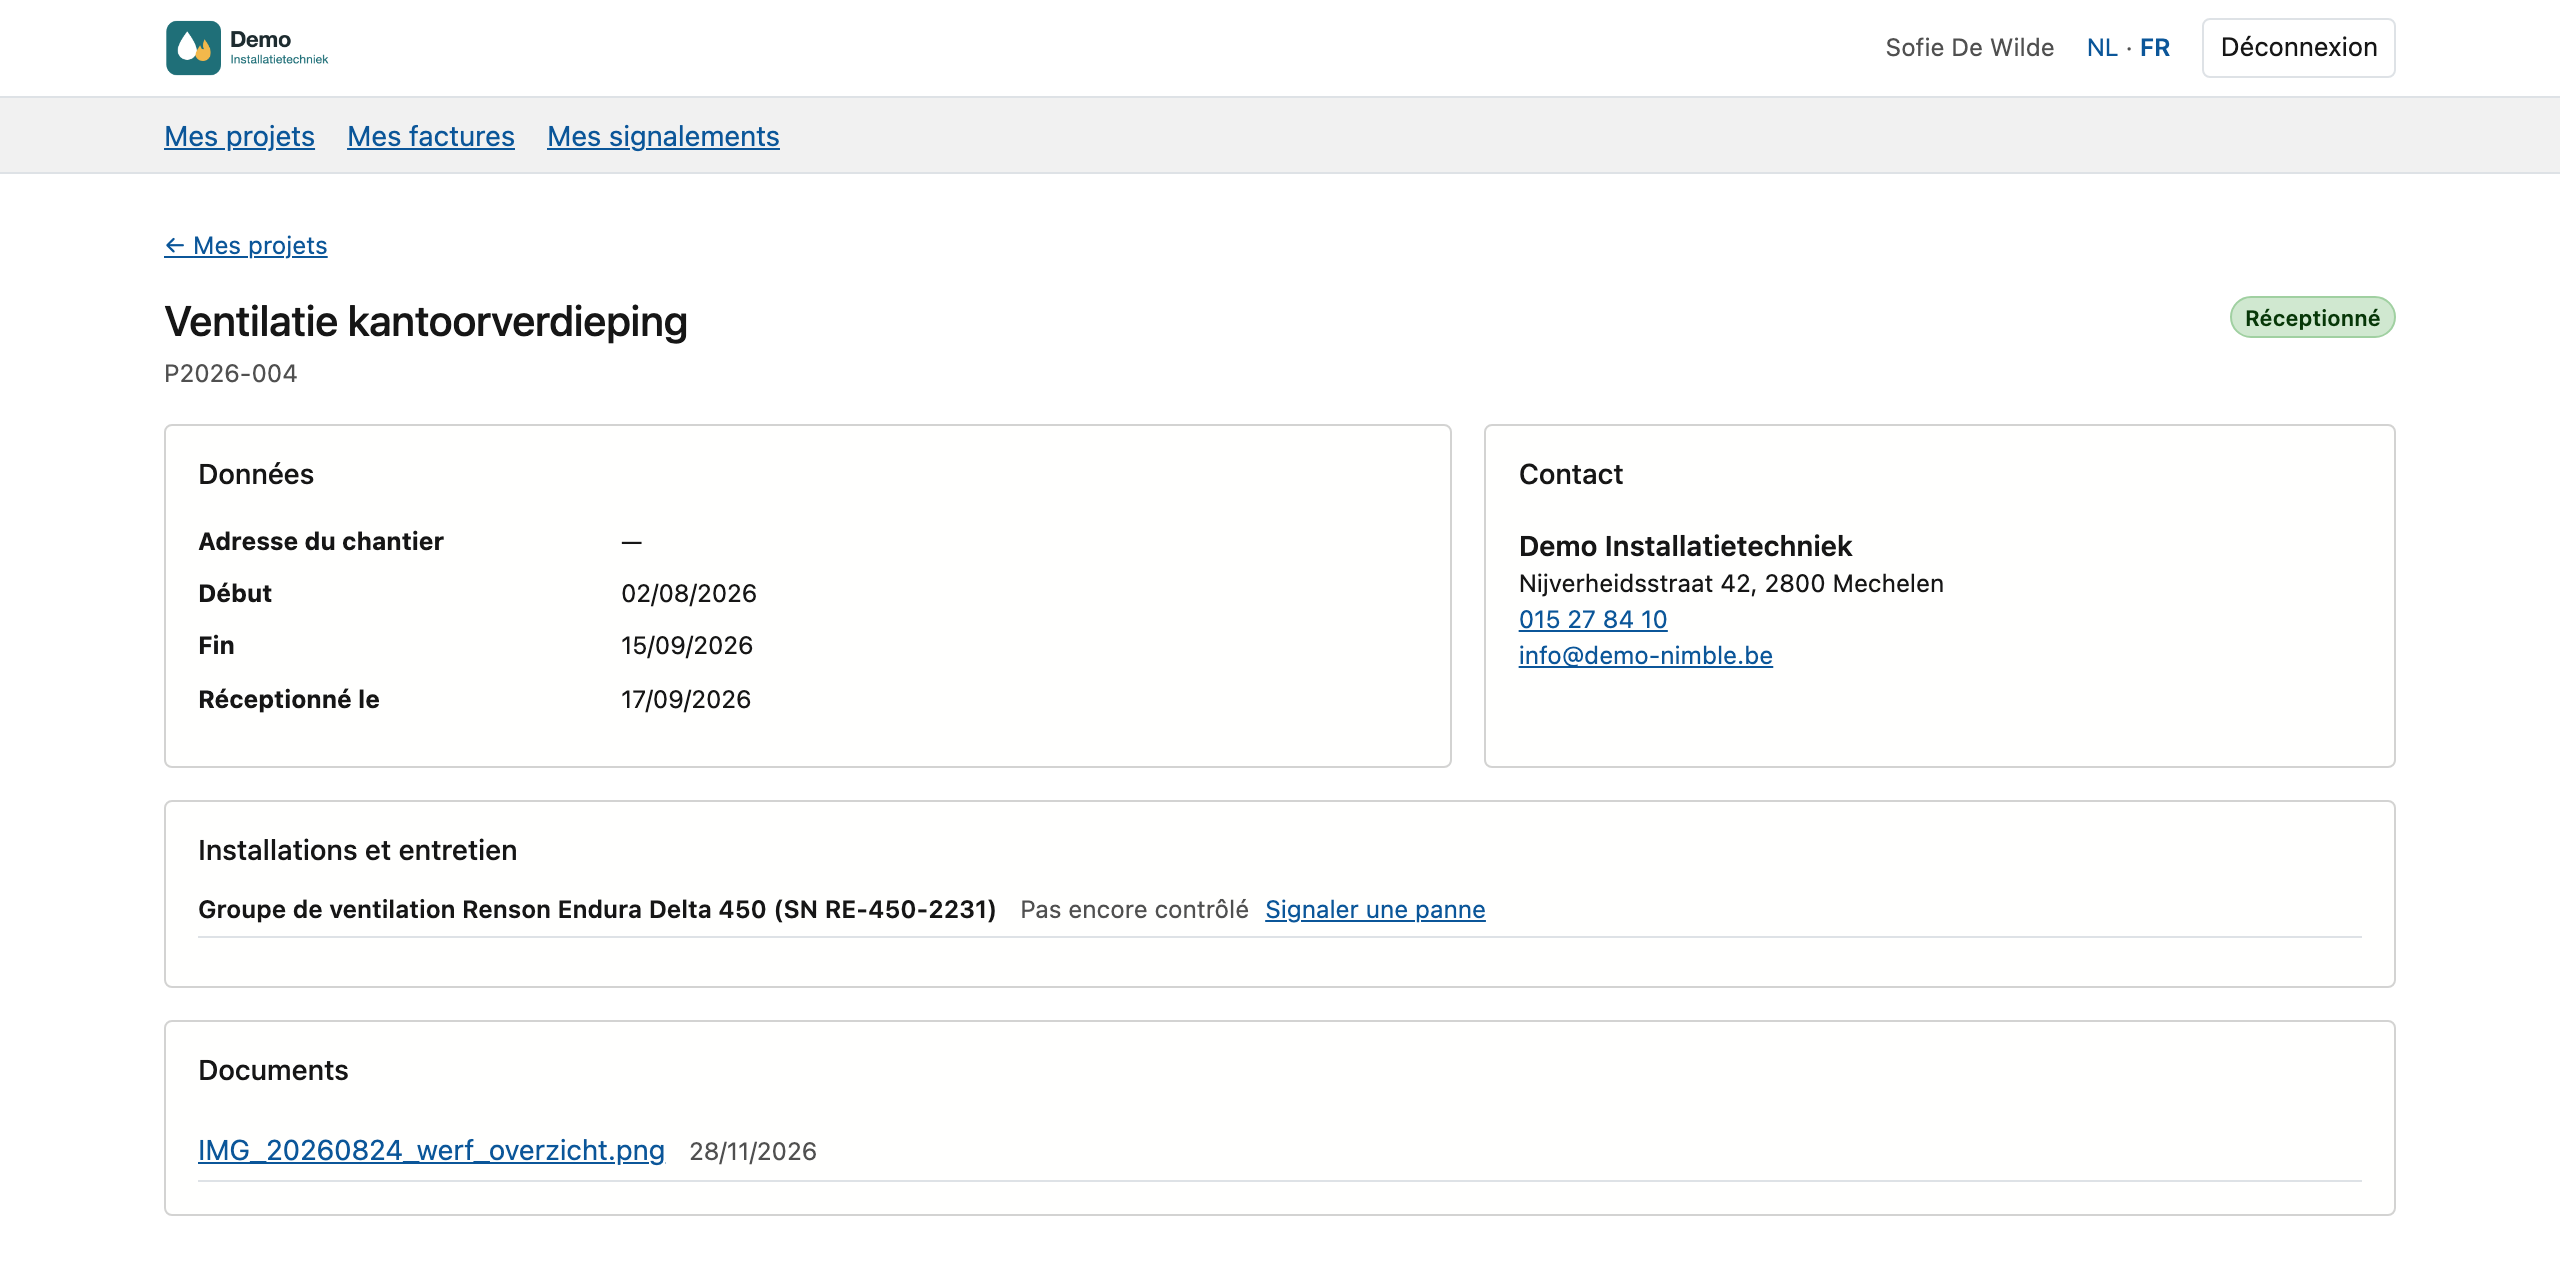 Demo
Installatietechniek
Sofie De Wilde NL · FR Déconnexion
Mes projets Mes factures Mes signalements
← Mes projets
Ventilatie kantoorverdieping
Réceptionné
P2026-004
Données
Adresse du chantier —
Début 02/08/2026
Fin 15/09/2026
Réceptionné le 17/09/2026
Contact
Demo Installatietechniek
Nijverheidsstraat 42, 2800 Mechelen
015 27 84 10
info@demo-nimble.be
Installations et entretien
Groupe de ventilation Renson Endura Delta 450 (SN RE-450-2231) Pas encore contrôlé Signaler une panne
Documents
IMG_20260824_werf_overzicht.png 28/11/2026